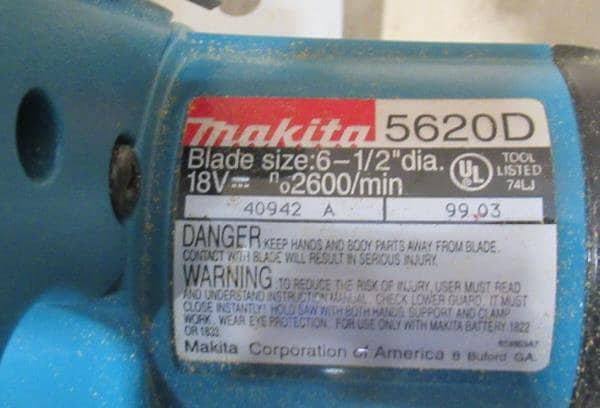 makita 5620D
Blade size:6-1/2"dia.
18V⎓ n₀2600/min
UL TOOL LISTED 74LJ
40942 A 99.03
DANGER KEEP HANDS AND BODY PARTS AWAY FROM BLADE.
CONTACT WITH BLADE WILL RESULT IN SERIOUS INJURY.
WARNING :TO REDUCE THE RISK OF INJURY, USER MUST READ
AND UNDERSTAND INSTRUCTION MANUAL. CHECK LOWER GUARD. IT MUST
CLOSE INSTANTLY! HOLD SAW WITH BOTH HANDS. SUPPORT AND CLAMP
WORK. WEAR EYE PROTECTION. FOR USE ONLY WITH MAKITA BATTERY 1822
OR 1833.
Makita Corporation of America Buford GA.